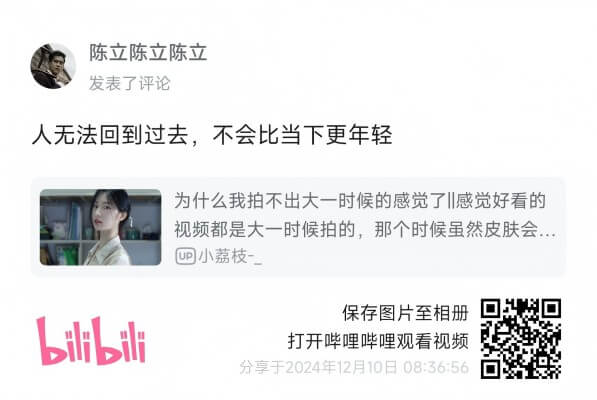 陈立陈立陈立
发表了评论
人无法回到过去，不会比当下更年轻
为什么我拍不出大一时候的感觉了||感觉好看的
视频都是大一时候拍的，那个时候虽然皮肤会…
UP 小荔枝-_
保存图片至相册
打开哔哩哔哩观看视频
分享于2024年12月10日 08:36:56
bilibili